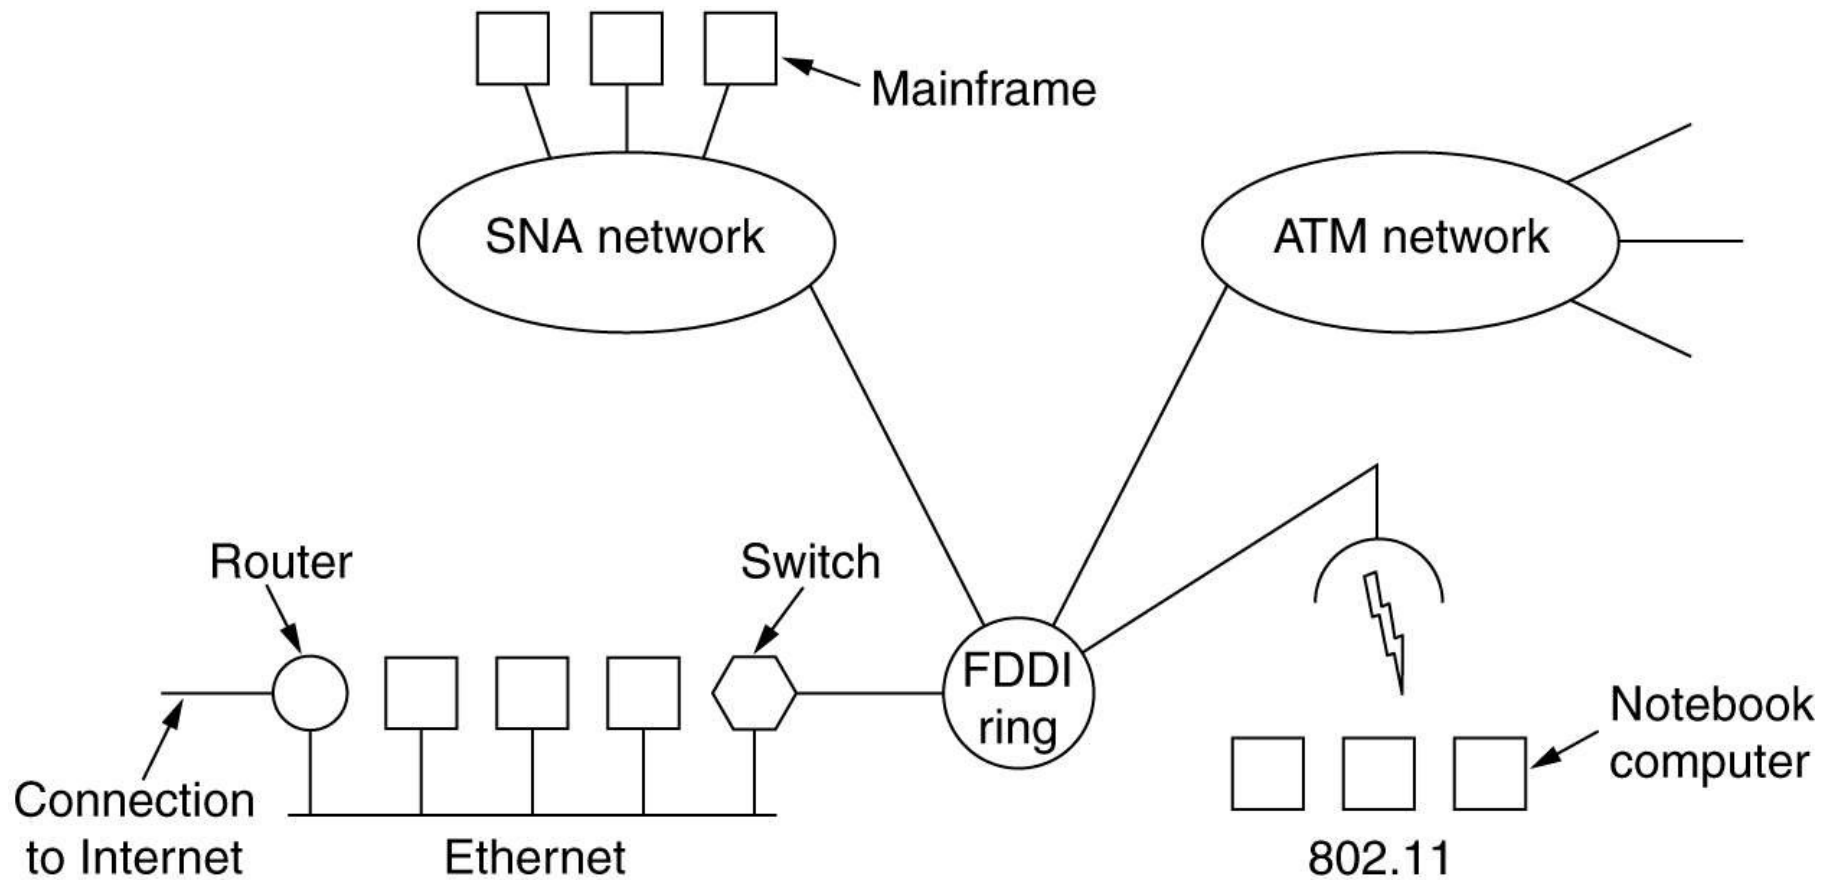 Mainframe
SNA network
ATM network
Router
Switch
FDDI
ring
Notebook
computer
Connection
to Internet
Ethernet
802.11